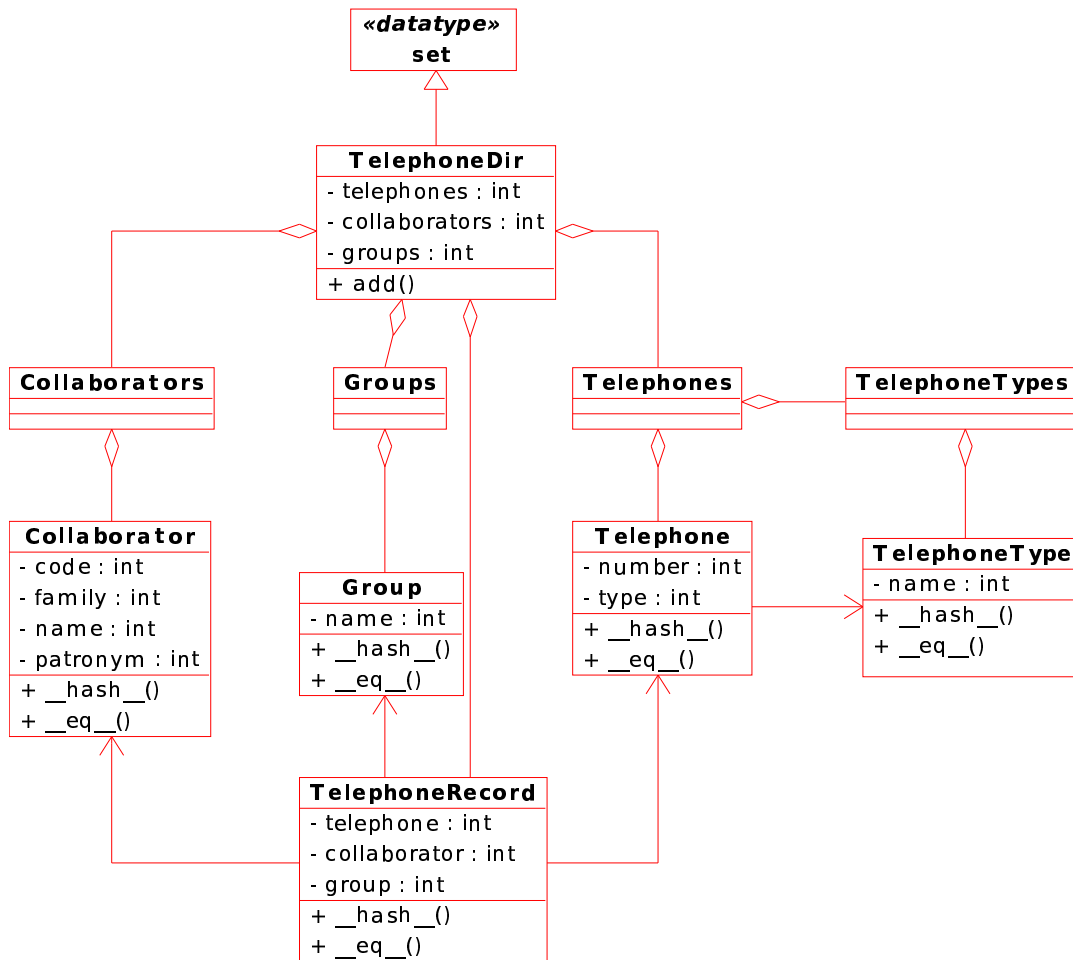 «datatype»
set
TelephoneDir
- telephones : int
- collaborators : int
- groups : int
+ add()
Collaborators
Groups
Telephones
TelephoneTypes
Collaborator
- code : int
- family : int
- name : int
- patronym : int
+ __hash__()
+ __eq__()
Group
- name : int
+ __hash__()
+ __eq__()
Telephone
- number : int
- type : int
+ __hash__()
+ __eq__()
TelephoneType
- name : int
+ __hash__()
+ __eq__()
TelephoneRecord
- telephone : int
- collaborator : int
- group : int
+ __hash__()
+ __eq__()